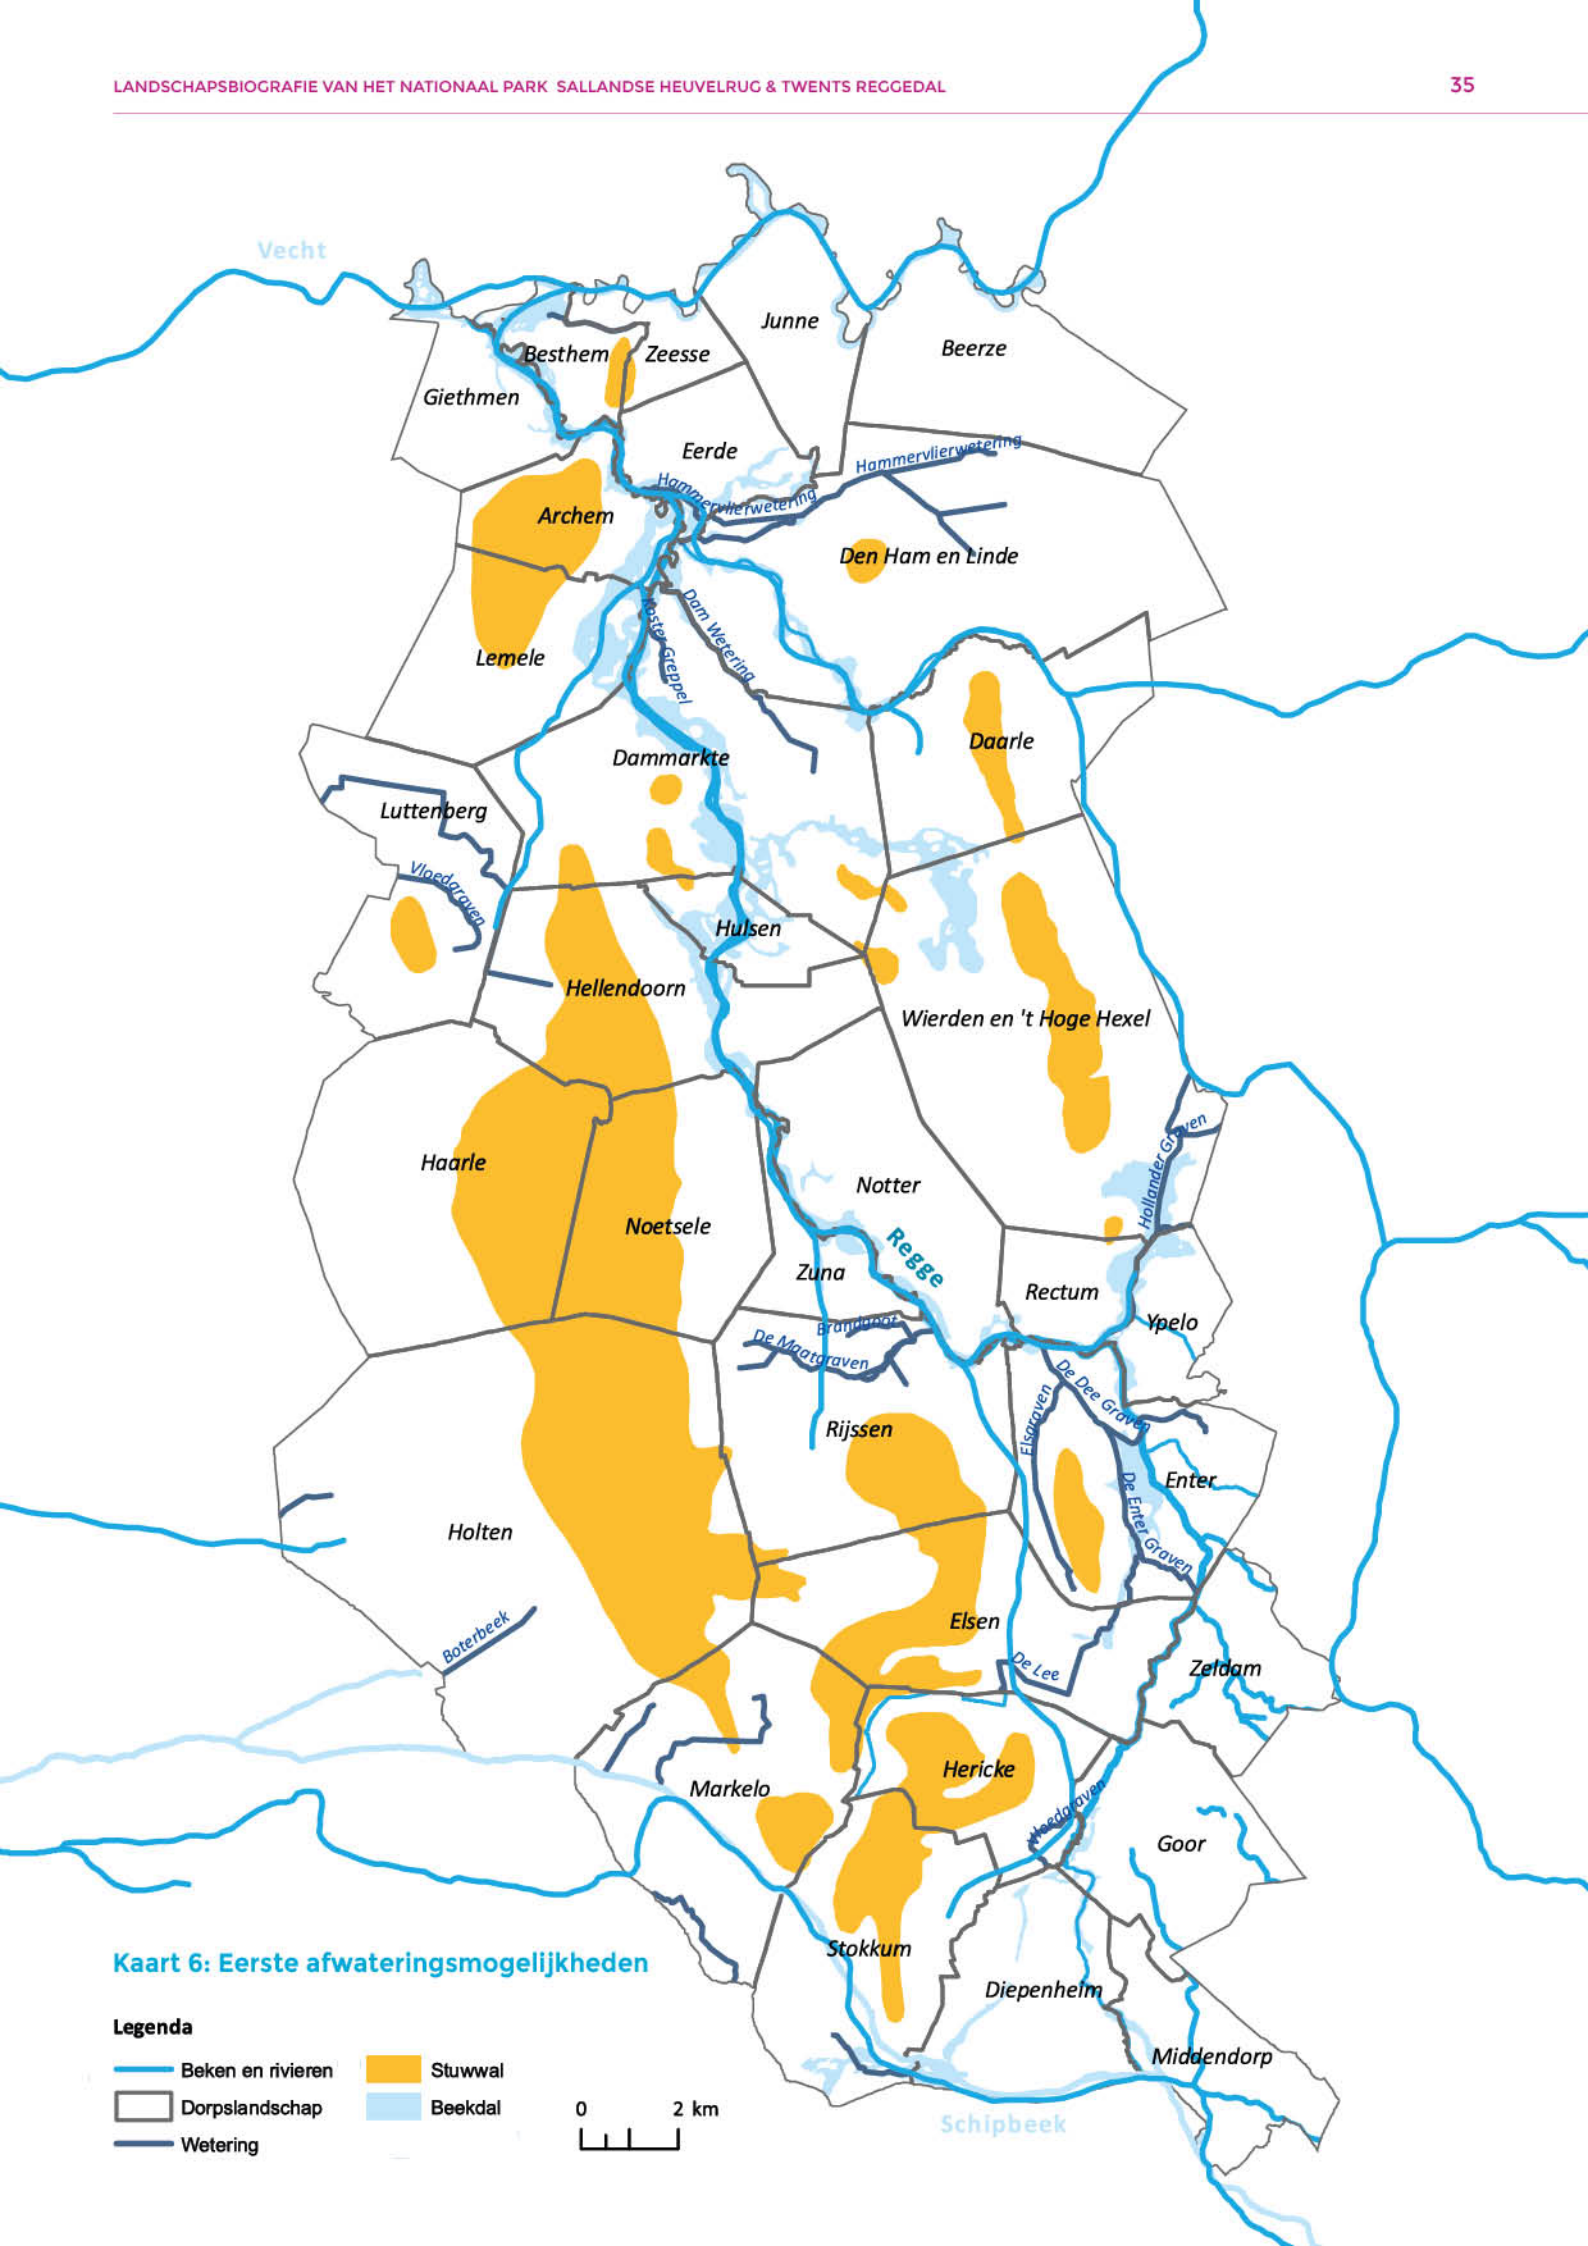 LANDSCHAPSBIOGRAFIE VAN HET NATIONAAL PARK SALLANDSE HEUVELRUG & TWENTS REGGEDAL
35
Vecht
Junne
Beerze
Besthem
Zeesse
Giethmen
Eerde
Hammervlierwetering
Hammervlierwetering
Archem
Den Ham en Linde
Dam Wetering
Koster Greppel
Lemele
Daarle
Dammarkte
Luttenberg
Vloedgraven
Hulsen
Hellendoorn
Wierden en 't Hoge Hexel
Hollander Graven
Haarle
Notter
Noetsele
Regge
Zuna
Rectum
Ypelo
Brandgoot
De Maatgraven
De Dee Graven
Elsgraven
Rijssen
Enter
De Enter Graven
Holten
Elsen
Boterbeek
De Lee
Zeldam
Hericke
Markelo
Vloedgraven
Goor
Stokkum
Diepenheim
Middendorp
Schipbeek
Kaart 6: Eerste afwateringsmogelijkheden
Legenda
Beken en rivieren
Stuwwal
Dorpslandschap
Beekdal
Wetering
0 2 km